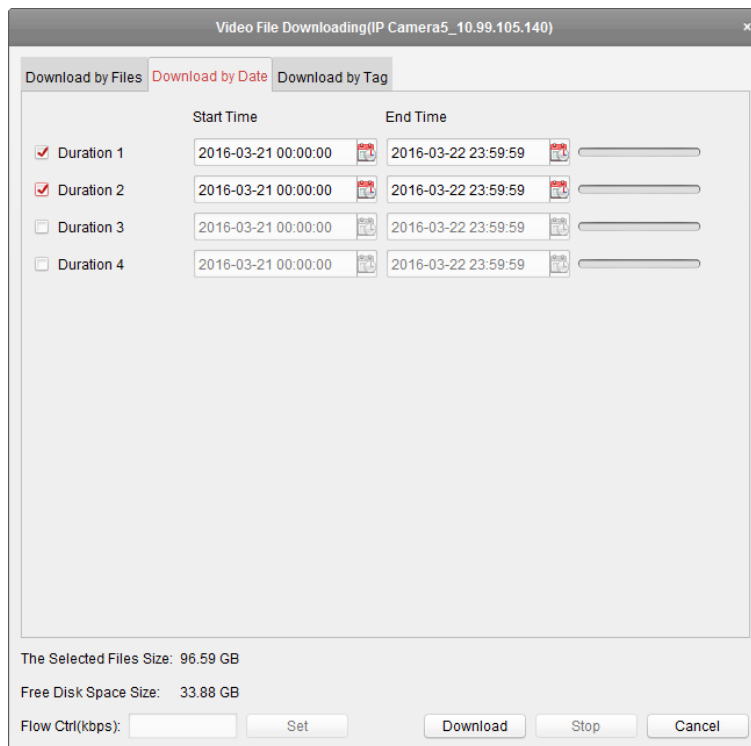 Video File Downloading(IP Camera5_10.99.105.140) ×
Download by Files Download by Date Download by Tag
Start Time End Time
Duration 1 2016-03-21 00:00:00 2016-03-22 23:59:59
Duration 2 2016-03-21 00:00:00 2016-03-22 23:59:59
Duration 3 2016-03-21 00:00:00 2016-03-22 23:59:59
Duration 4 2016-03-21 00:00:00 2016-03-22 23:59:59
The Selected Files Size: 96.59 GB
Free Disk Space Size: 33.88 GB
Flow Ctrl(kbps): Set Download Stop Cancel